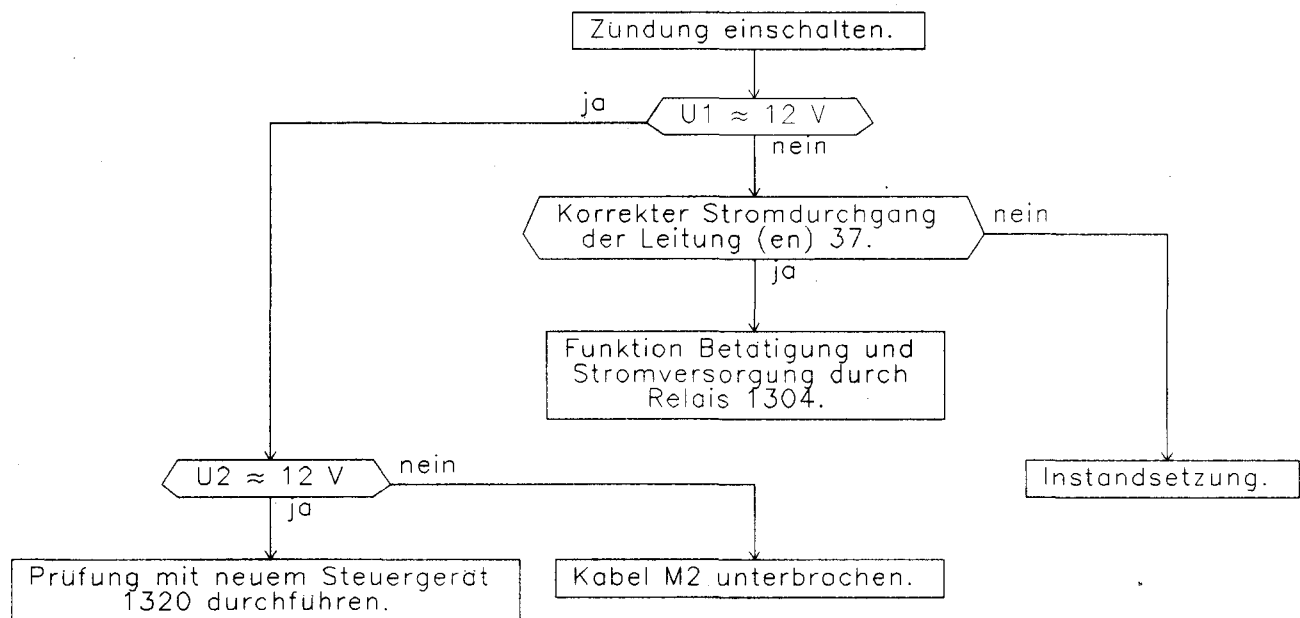 Zündung einschalten.
ja
U1 ≈ 12 V
nein
Korrekter Stromdurchgang
der Leitung (en) 37.
nein
ja
Funktion Betätigung und
Stromversorgung durch
Relais 1304.
U2 ≈ 12 V
nein
ja
Instandsetzung.
Prüfung mit neuem Steuergerät
1320 durchführen.
Kabel M2 unterbrochen.